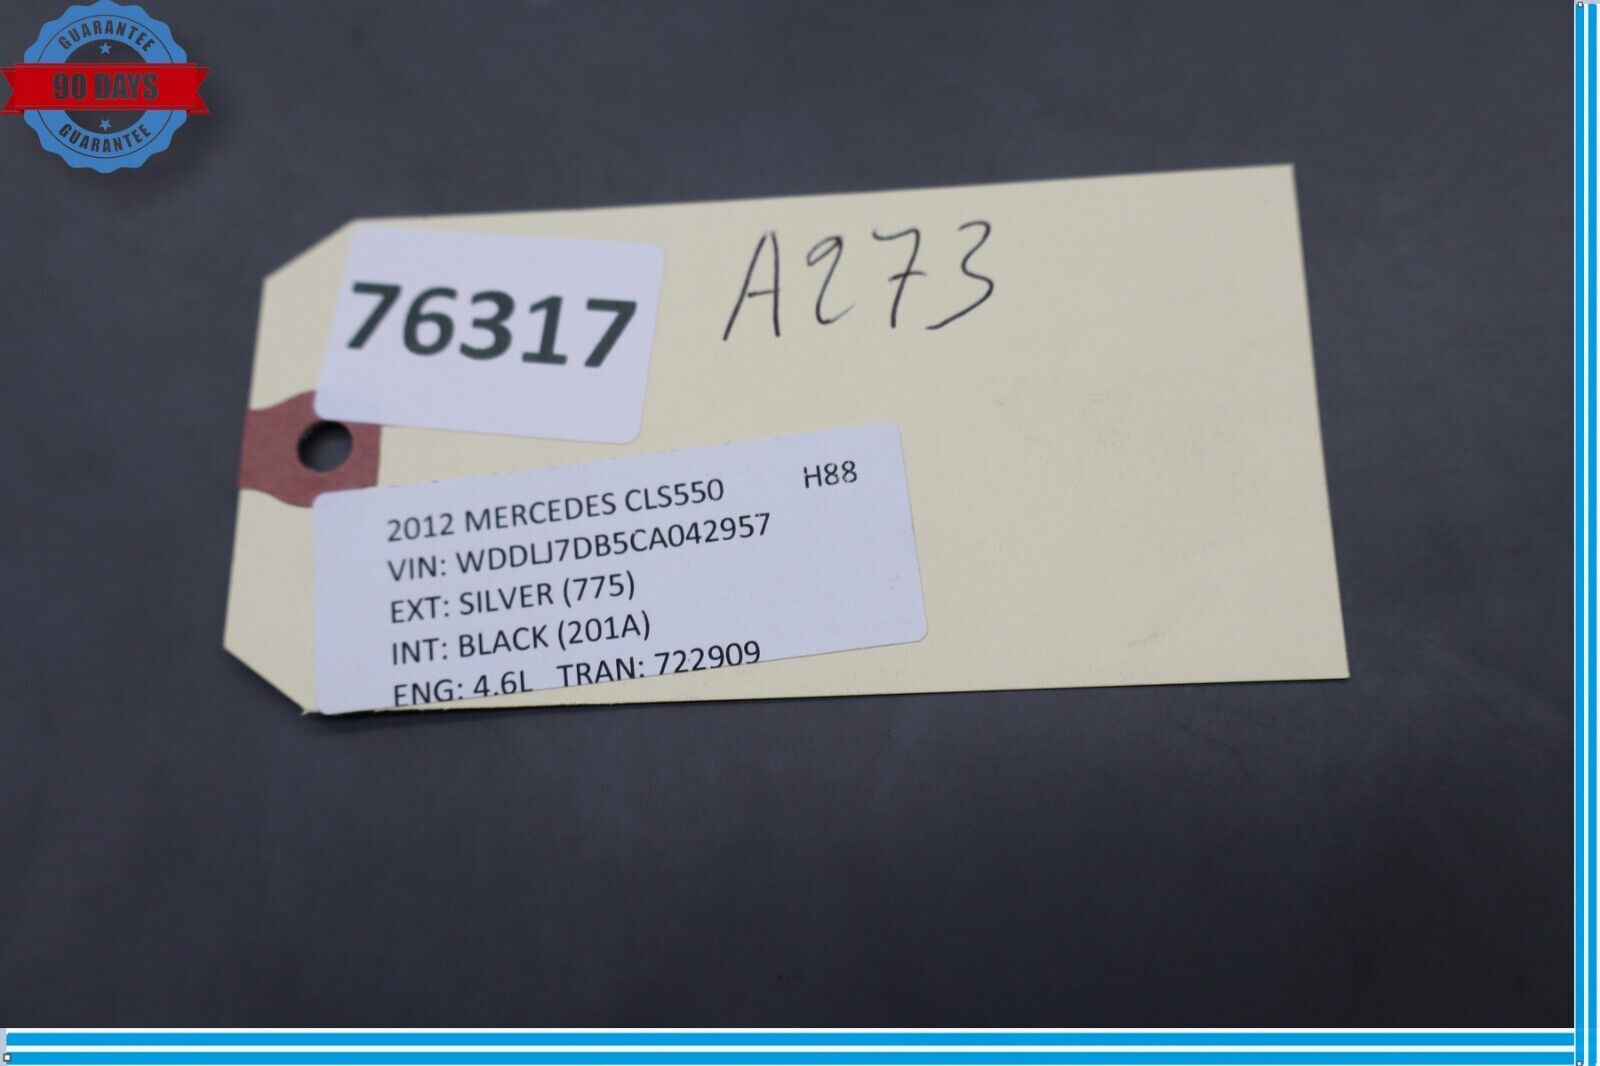 GUARANTEE
90 DAYS
GUARANTEE
76317
A273
2012 MERCEDES CLS550 H88
VIN: WDDLJ7DB5CA042957
EXT: SILVER (775)
INT: BLACK (201A)
ENG: 4.6L TRAN: 722909